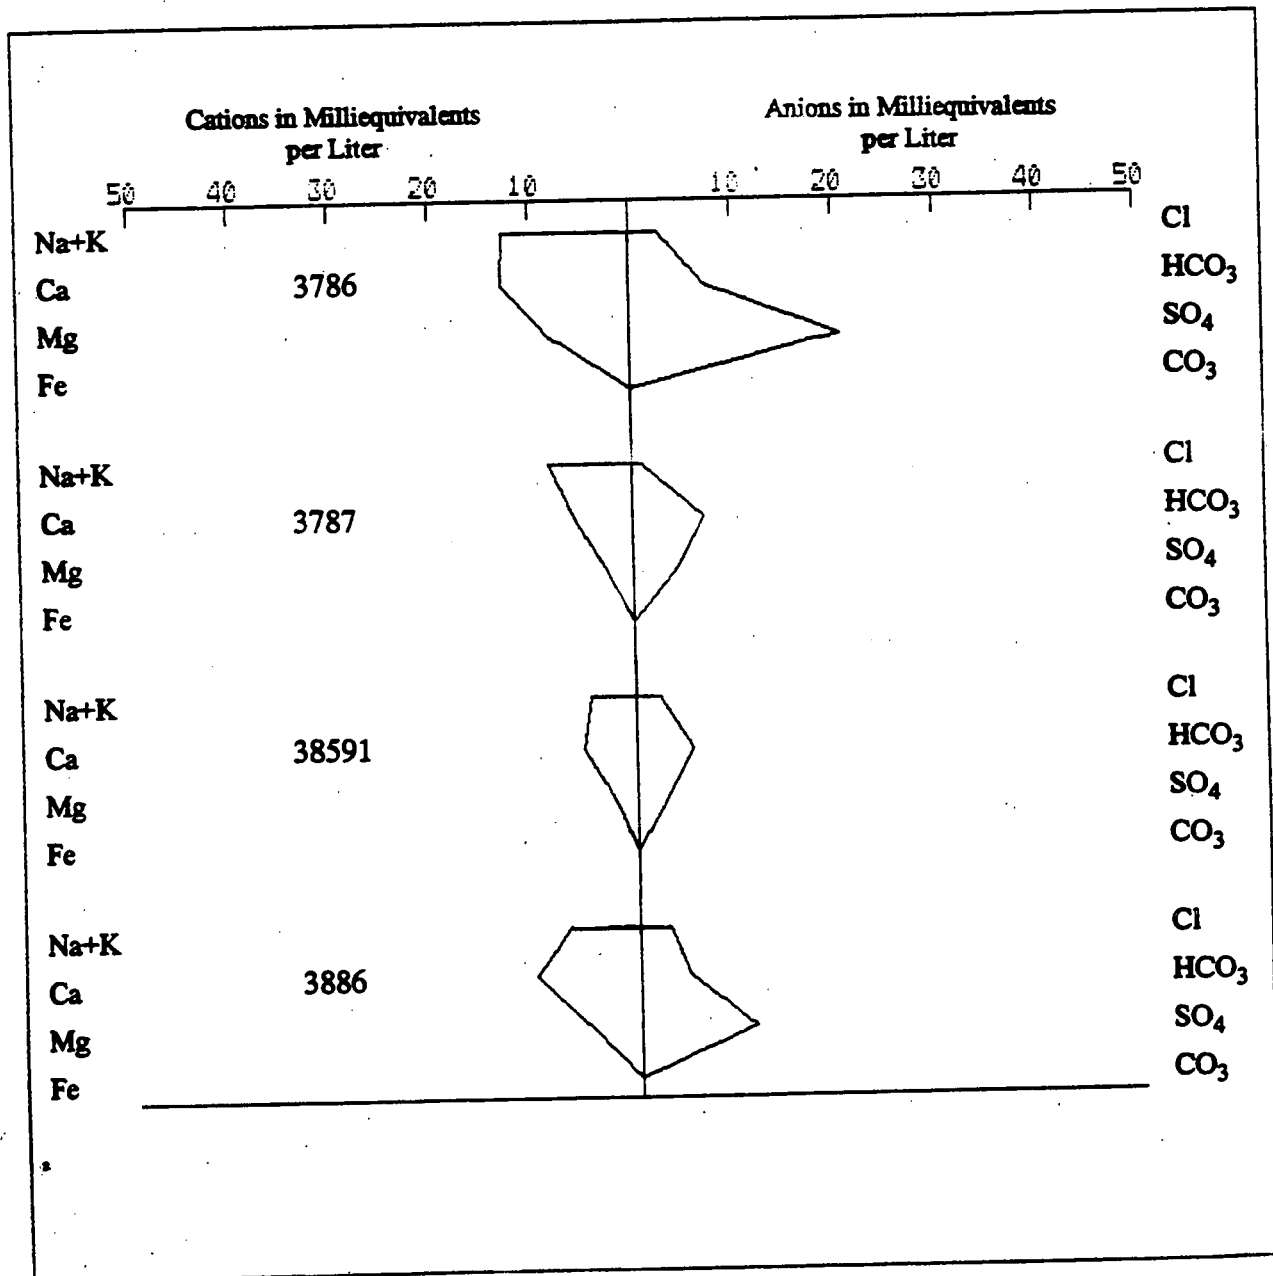 Cations in Milliequivalents
per Liter
Anions in Milliequivalents
per Liter
50 40 30 20 10 10 20 30 40 50
Na+K
Ca
Mg
Fe
3786
Cl
HCO₃
SO₄
CO₃
Na+K
Ca
Mg
Fe
3787
Cl
HCO₃
SO₄
CO₃
Na+K
Ca
Mg
Fe
38591
Cl
HCO₃
SO₄
CO₃
Na+K
Ca
Mg
Fe
3886
Cl
HCO₃
SO₄
CO₃